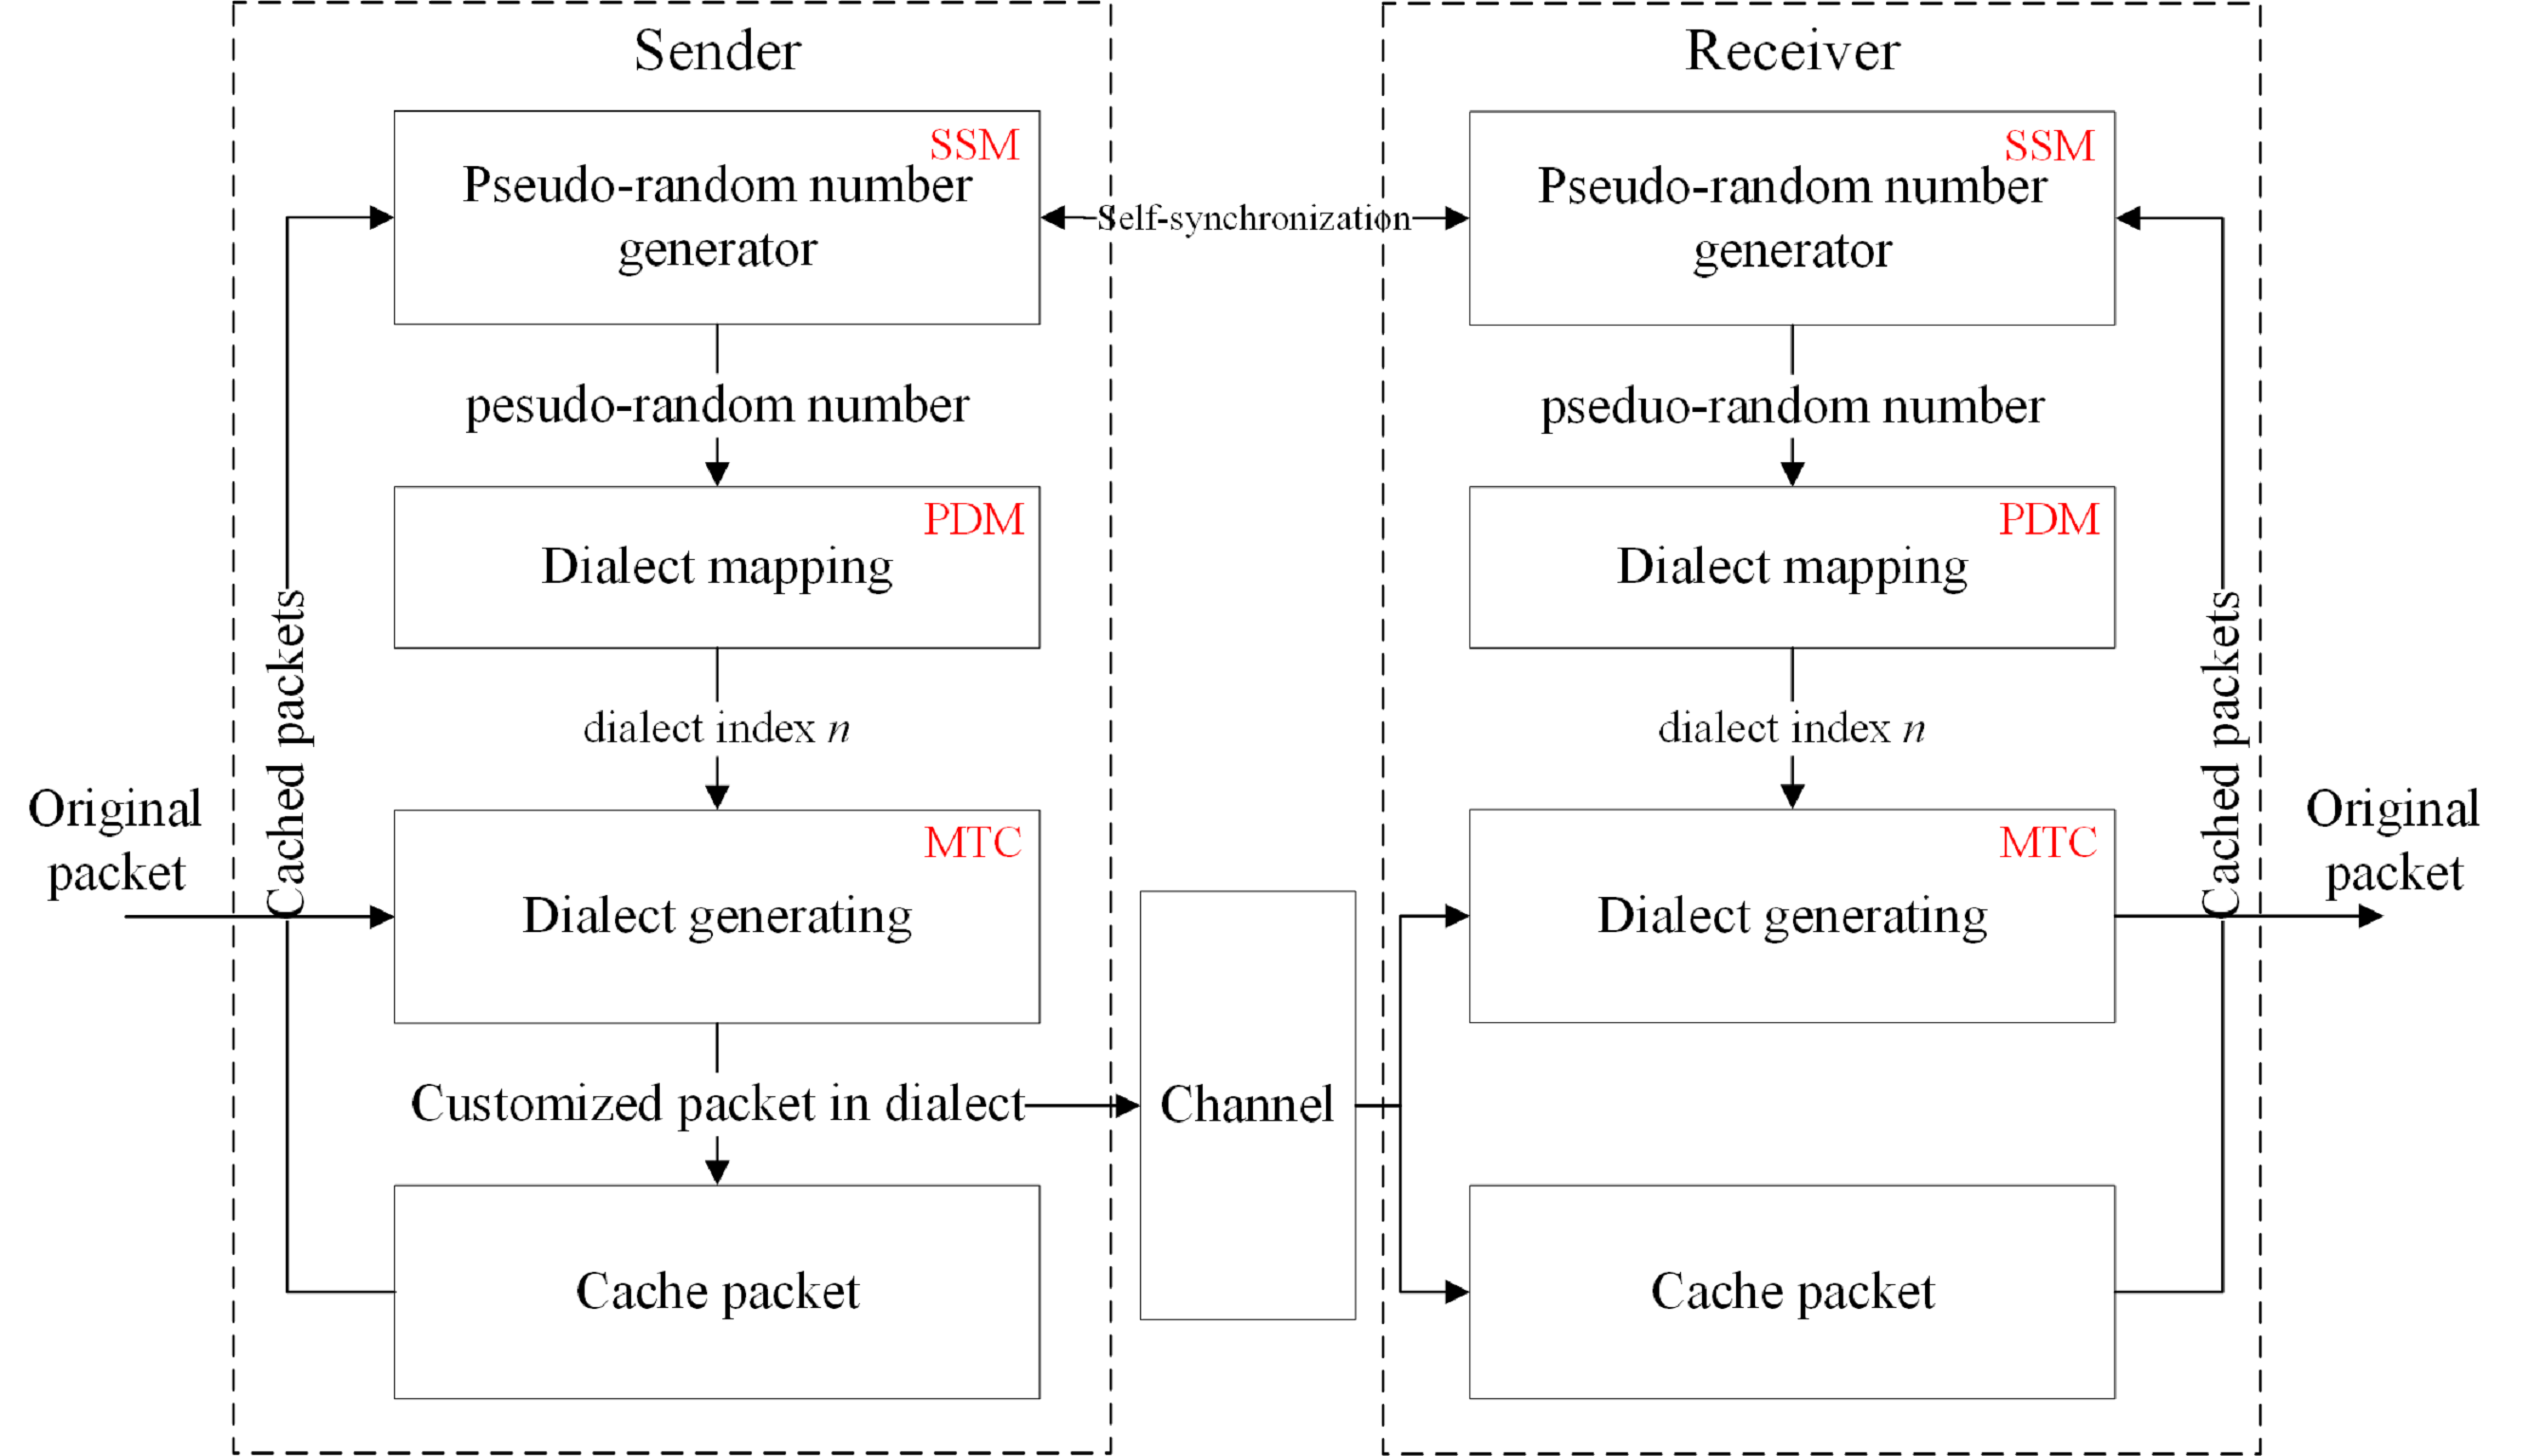 Sender
SSM
Pseudo-random number
generator
pesudo-random number
PDM
Dialect mapping
dialect index n
MTC
Dialect generating
Customized packet in dialect
Cache packet
Cached packets
Original
packet
Self-synchronization
Channel
Receiver
SSM
Pseudo-random number
generator
pseduo-random number
PDM
Dialect mapping
dialect index n
MTC
Dialect generating
Cache packet
Cached packets
Original
packet